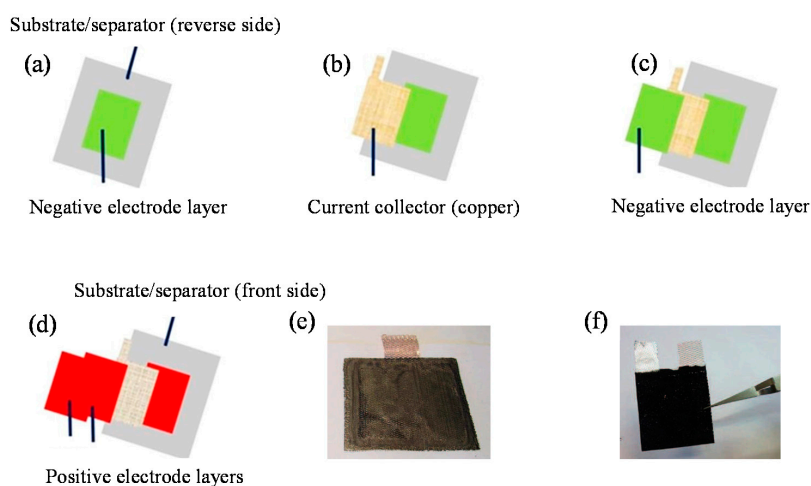 Substrate/separator (reverse side)
(a)
(b)
(c)
Negative electrode layer
Current collector (copper)
Negative electrode layer
Substrate/separator (front side)
(d)
(e)
(f)
Positive electrode layers